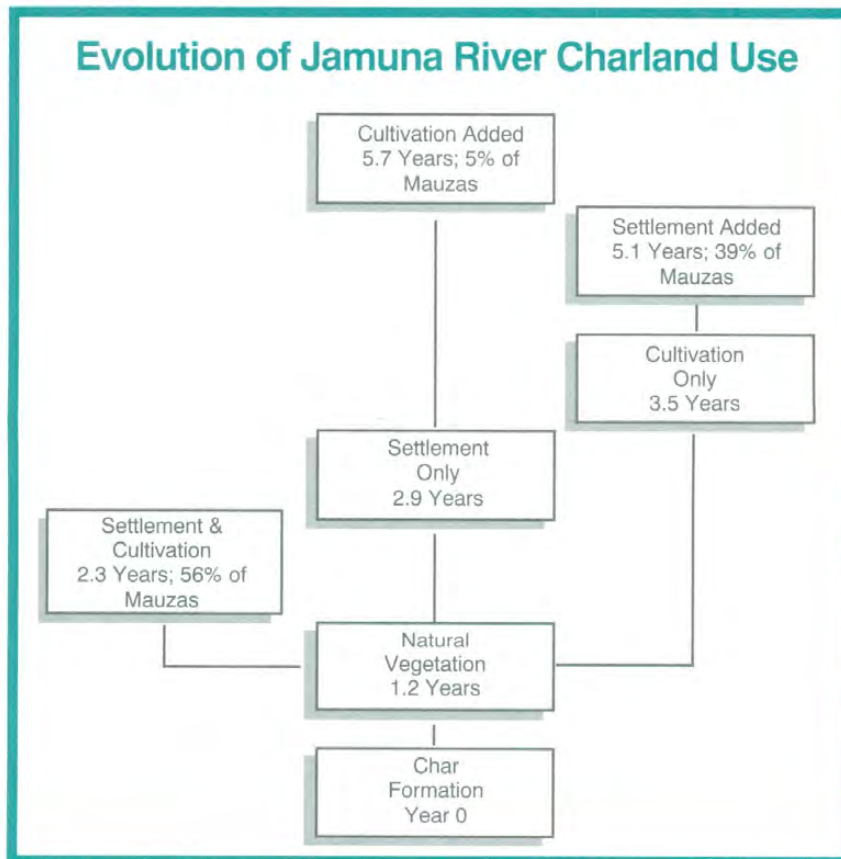 Evolution of Jamuna River Charland Use
Cultivation Added
5.7 Years; 5% of
Mauzas
Settlement Added
5.1 Years; 39% of
Mauzas
Cultivation
Only
3.5 Years
Settlement
Only
2.9 Years
Settlement &
Cultivation
2.3 Years; 56% of
Mauzas
Natural
Vegetation
1.2 Years
Char
Formation
Year 0